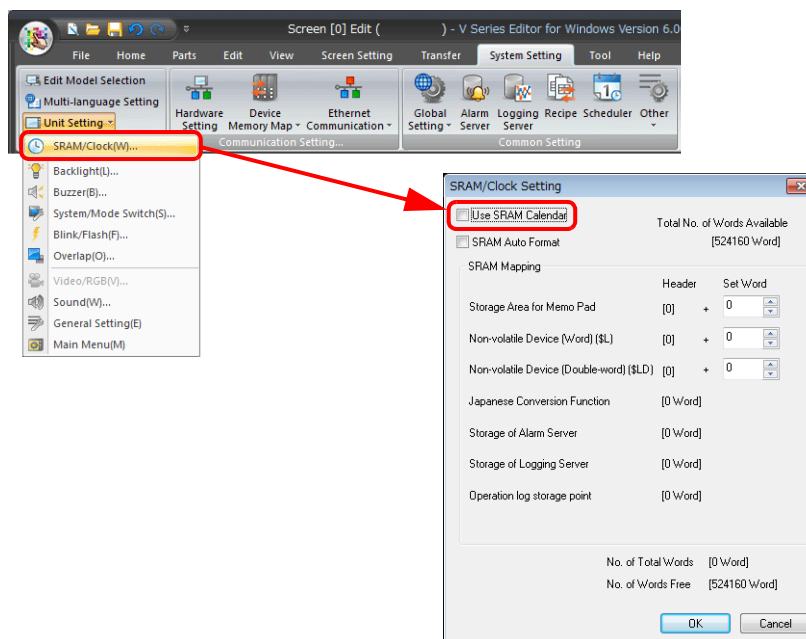 Screen [0] Edit ( ) - V Series Editor for Windows Version 6.0
File Home Parts Edit View Screen Setting Transfer System Setting Tool Help
Edit Model Selection
Multi-language Setting
Unit Setting
Hardware Setting
Device Memory Map
Ethernet Communication
Communication Setting...
Global Setting
Alarm Server
Logging Server
Recipe
Scheduler
Other
Common Setting
SRAM/Clock(W)...
Backlight(L)...
Buzzer(B)...
System/Mode Switch(S)...
Blink/Flash(F)...
Overlap(O)...
Video/RGB(V)...
Sound(W)...
General Setting(E)
Main Menu(M)
SRAM/Clock Setting
Use SRAM Calendar
Total No. of Words Available
SRAM Auto Format
[524160 Word]
SRAM Mapping
Header Set Word
Storage Area for Memo Pad [0] + 0
Non-volatile Device (Word) ($L) [0] + 0
Non-volatile Device (Double-word) ($LD) [0] + 0
Japanese Conversion Function [0 Word]
Storage of Alarm Server [0 Word]
Storage of Logging Server [0 Word]
Operation log storage point [0 Word]
No. of Total Words [0 Word]
No. of Words Free [524160 Word]
OK Cancel